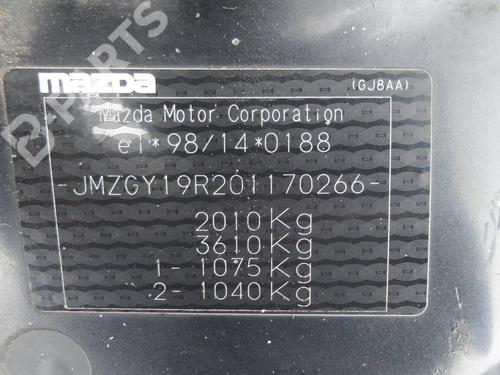 mazda (GJ8AA)
Mazda Motor Corporation
e1*98/14*0188
-JMZGY19R201170266-
2010Kg
3610Kg
1-1075Kg
2-1040Kg
B-PARTS